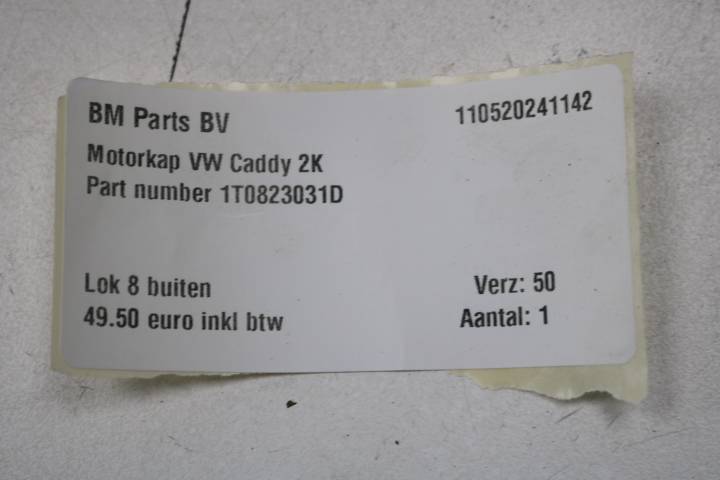 BM Parts BV 110520241142
Motorkap VW Caddy 2K
Part number 1T0823031D
Lok 8 buiten Verz: 50
49.50 euro inkl btw Aantal: 1